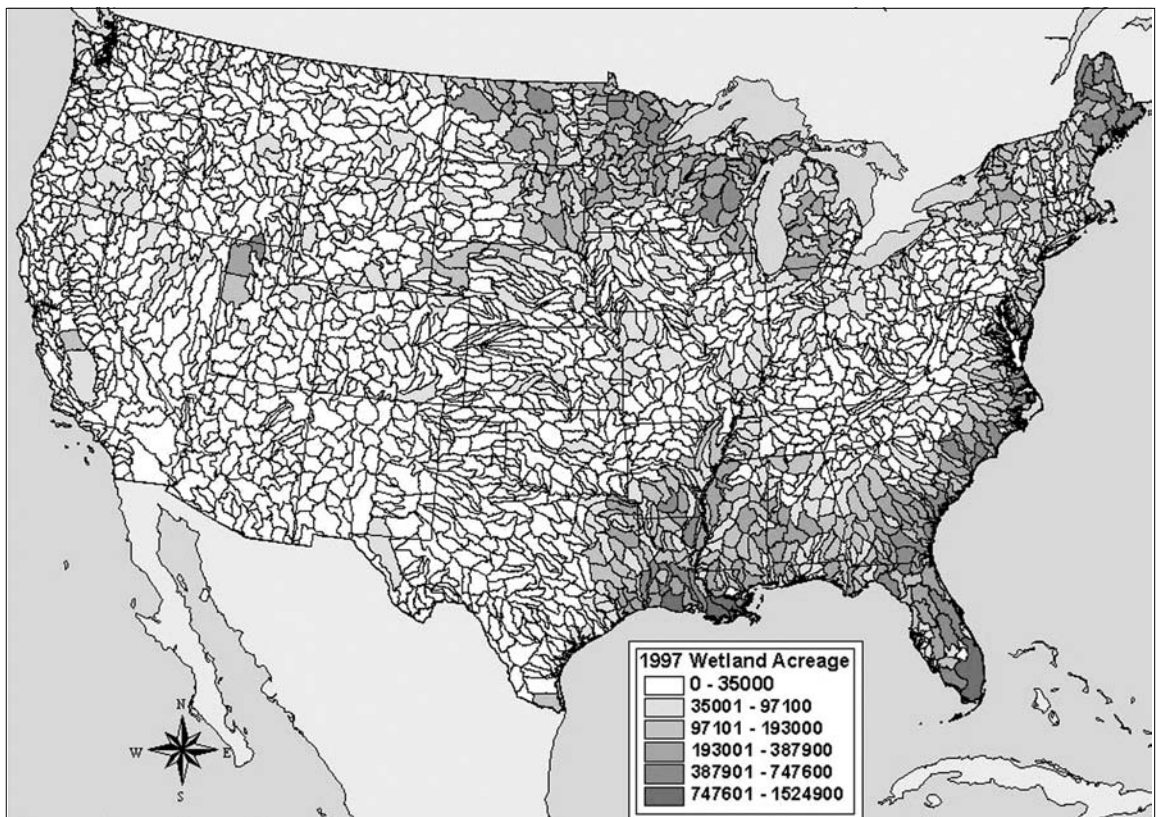 1997 Wetland Acreage
0 - 35000
35001 - 97100
97101 - 193000
193001 - 387900
387901 - 747600
747601 - 1524900
N
W E
S